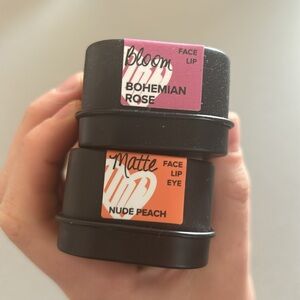 Bloom
FACE
LIP
BOHEMIAN
ROSE
Matte
FACE
LIP
EYE
NUDE PEACH